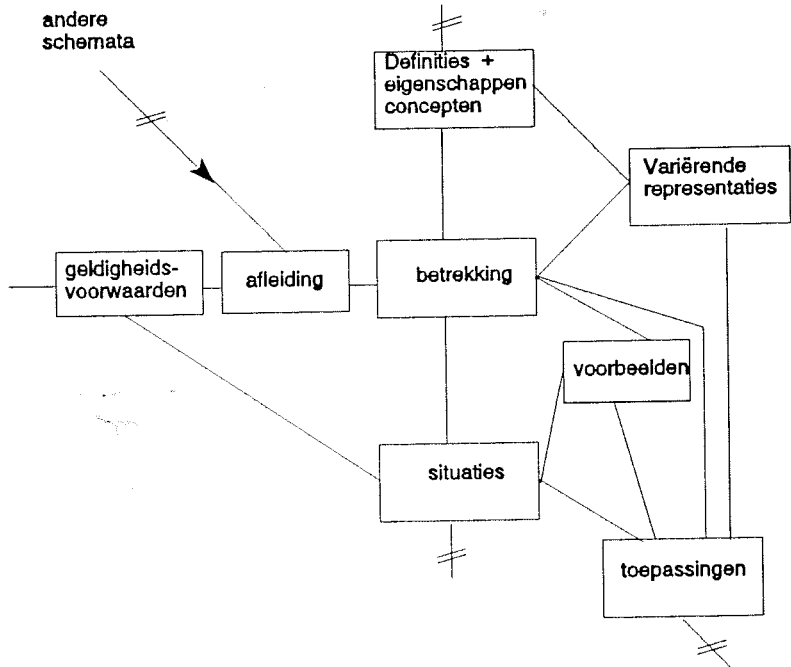 andere
schemata
Definities +
eigenschappen
concepten
Variërende
representaties
geldigheids-
voorwaarden
afleiding
betrekking
voorbeelden
situaties
toepassingen